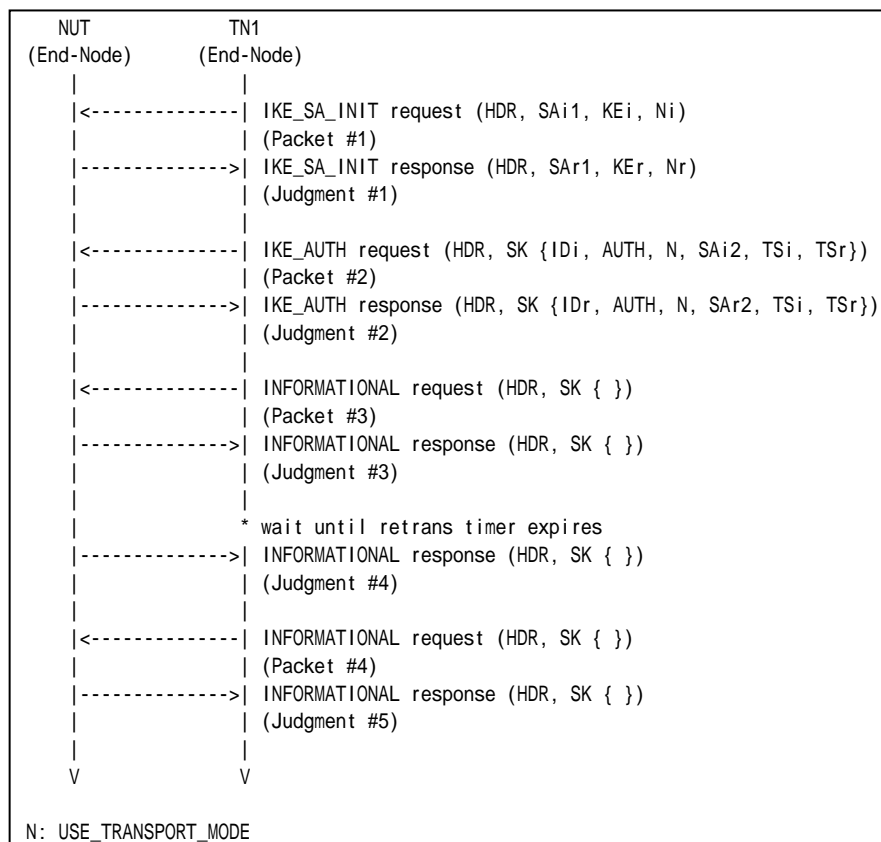 NUT TN1
(End-Node) (End-Node)
| |
|<--------------| IKE_SA_INIT request (HDR, SAi1, KEi, Ni)
| | (Packet #1)
|-------------->| IKE_SA_INIT response (HDR, SAr1, KEr, Nr)
| | (Judgment #1)
| |
|<--------------| IKE_AUTH request (HDR, SK {IDi, AUTH, N, SAi2, TSi, TSr})
| | (Packet #2)
|-------------->| IKE_AUTH response (HDR, SK {IDr, AUTH, N, SAr2, TSi, TSr})
| | (Judgment #2)
| |
|<--------------| INFORMATIONAL request (HDR, SK { })
| | (Packet #3)
|-------------->| INFORMATIONAL response (HDR, SK { })
| | (Judgment #3)
| |
| * wait until retrans timer expires
|-------------->| INFORMATIONAL response (HDR, SK { })
| | (Judgment #4)
| |
|<--------------| INFORMATIONAL request (HDR, SK { })
| | (Packet #4)
|-------------->| INFORMATIONAL response (HDR, SK { })
| | (Judgment #5)
| |
V V
N: USE_TRANSPORT_MODE